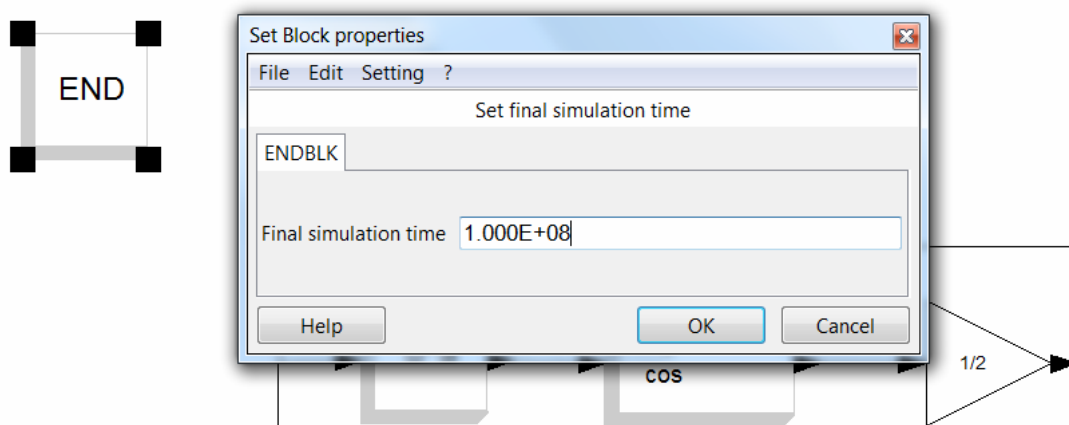 END
Set Block properties
File Edit Setting ?
Set final simulation time
ENDBLK
Final simulation time 1.000E+08
Help OK Cancel
COS
1/2